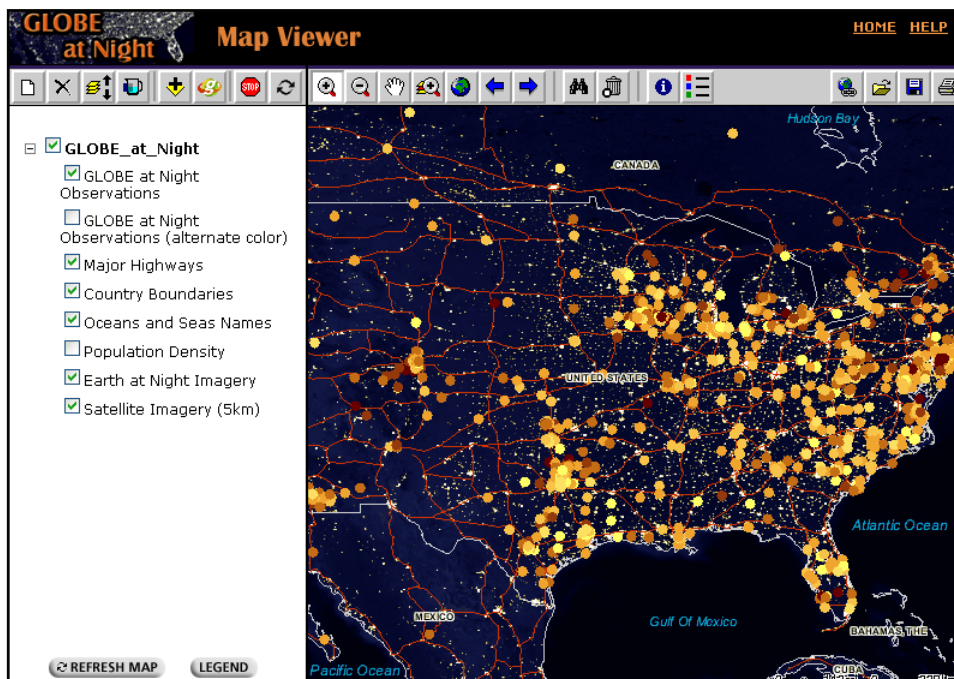 GLOBE
at Night
Map Viewer
HOME HELP
STOP
GLOBE_at_Night
GLOBE at Night
Observations
GLOBE at Night
Observations (alternate color)
Major Highways
Country Boundaries
Oceans and Seas Names
Population Density
Earth at Night Imagery
Satellite Imagery (5km)
REFRESH MAP
LEGEND
Hudson Bay
CANADA
UNITED STATES
Atlantic Ocean
MEXICO
Gulf Of Mexico
BAHAMAS, THE
Pacific Ocean
CUBA